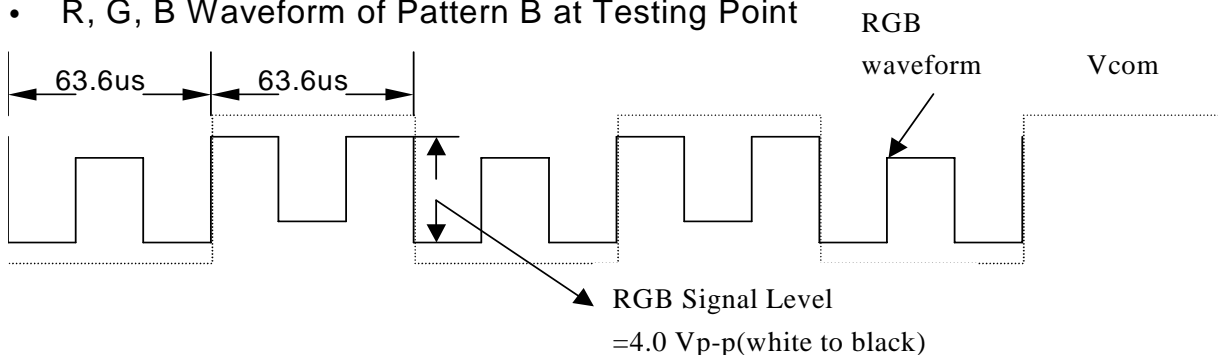 • R, G, B Waveform of Pattern B at Testing Point
RGB
waveform
Vcom
63.6us
63.6us
RGB Signal Level
=4.0 Vp-p(white to black)